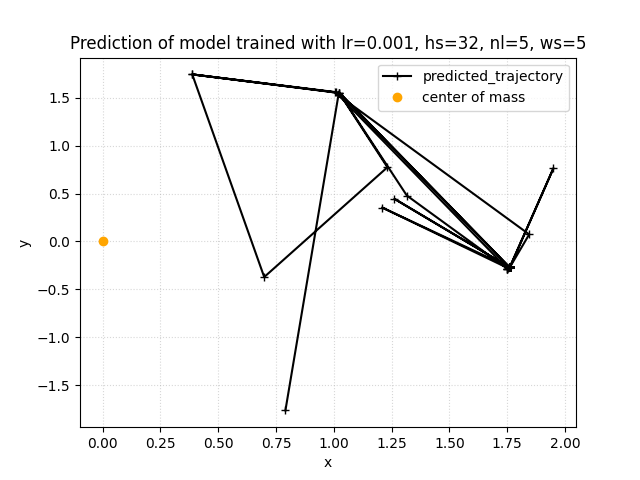 Prediction of model trained with lr=0.001, hs=32, nl=5, ws=5
predicted_trajectory
center of mass
1.5
1.0
0.5
0.0
−0.5
−1.0
−1.5
y
0.00 0.25 0.50 0.75 1.00 1.25 1.50 1.75 2.00
x